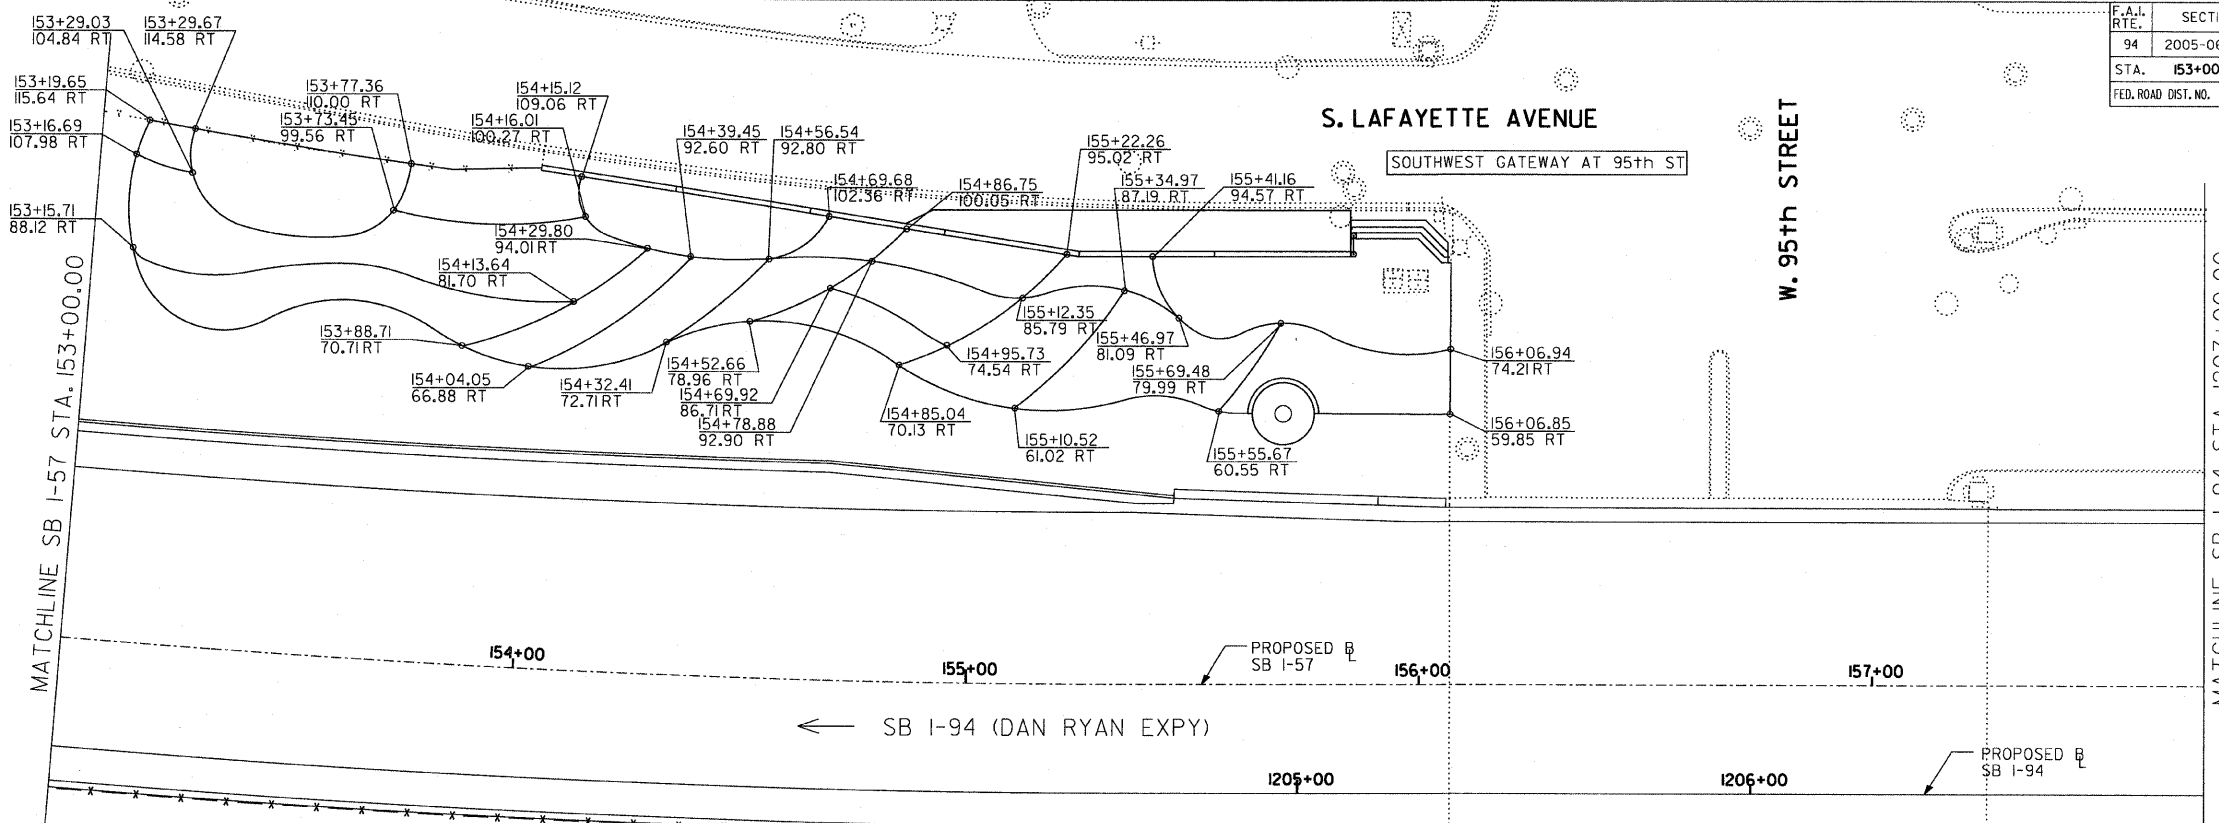 F.A.I. RTE.
SECTI
94
2005-06
STA. 153+00
FED. ROAD DIST. NO.
153+29.03
104.84 RT
153+29.67
114.58 RT
153+19.65
115.64 RT
153+16.69
107.98 RT
153+15.71
88.12 RT
153+77.36
110.00 RT
153+73.45
99.56 RT
154+15.12
109.06 RT
154+16.01
100.27 RT
154+39.45
92.60 RT
154+56.54
92.80 RT
154+69.68
102.36 RT
154+86.75
100.05 RT
155+22.26
95.02 RT
155+34.97
87.19 RT
155+41.16
94.57 RT
S. LAFAYETTE AVENUE
SOUTHWEST GATEWAY AT 95th ST
W. 95th STREET
154+29.80
94.01 RT
154+13.64
81.70 RT
153+88.71
70.71 RT
154+04.05
66.88 RT
154+32.41
72.71 RT
154+52.66
78.96 RT
154+69.92
86.71 RT
154+78.88
92.90 RT
154+85.04
70.13 RT
154+95.73
74.54 RT
155+12.35
85.79 RT
155+10.52
61.02 RT
155+46.97
81.09 RT
155+69.48
79.99 RT
155+55.67
60.55 RT
156+06.94
74.21 RT
156+06.85
59.85 RT
MATCHLINE SB I-57 STA. 153+00.00
154+00
155+00
PROPOSED BL
SB I-57
156+00
157+00
SB I-94 (DAN RYAN EXPY)
1205+00
1206+00
PROPOSED BL
SB I-94